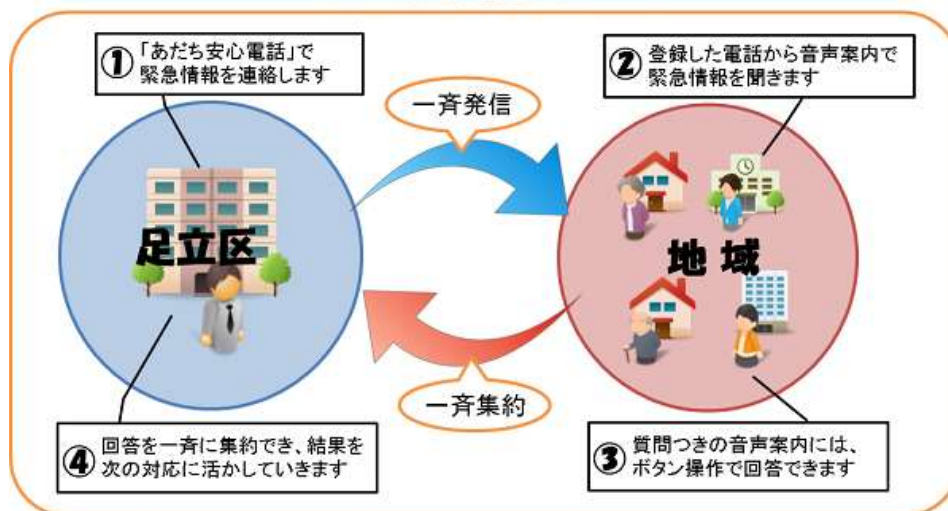 ① 「あだち安心電話」で
緊急情報を連絡します
② 登録した電話から音声案内で
緊急情報を聞きます
一斉発信
足立区
地域
一斉集約
④ 回答を一斉に集約でき、結果を
次の対応に活かしていきます
③ 質問つきの音声案内には、
ボタン操作で回答できます